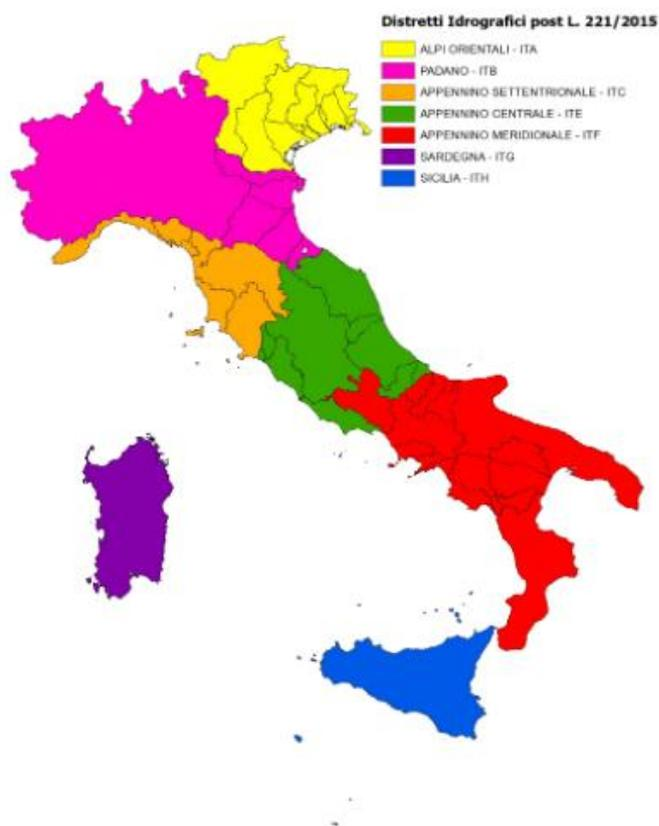 Distretti Idrografici post L. 221/2015
ALPI ORIENTALI - ITA
PADANO - ITB
APPENNINO SETTENTRIONALE - ITC
APPENNINO CENTRALE - ITE
APPENNINO MERIDIONALE - ITF
SARDEGNA - ITG
SICILIA - ITH